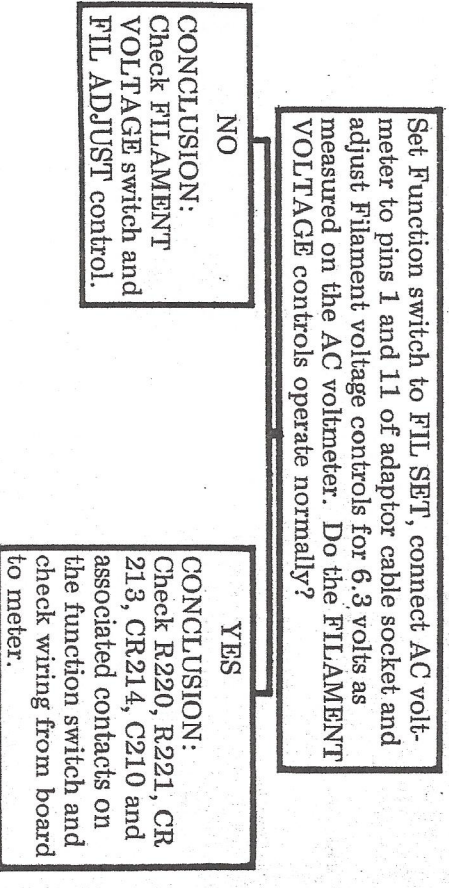 Set Function switch to FIL SET, connect AC volt-
meter to pins 1 and 11 of adaptor cable socket and
adjust Filament voltage controls for 6.3 volts as
measured on the AC voltmeter. Do the FILAMENT
VOLTAGE controls operate normally?
NO
CONCLUSION:
Check FILAMENT
VOLTAGE switch and
FIL ADJUST control.
YES
CONCLUSION:
Check R220, R221, CR
213, CR214, C210 and
associated contacts on
the function switch and
check wiring from board
to meter.